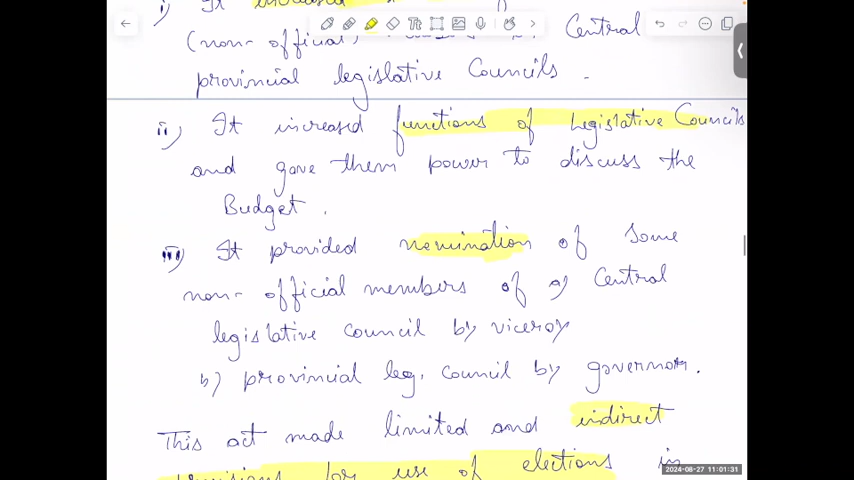 i) It increased
(non-official) Central
provincial legislative Councils.
ii) It increased functions of Legislative Councils
and gave them power to discuss the
Budget.
iii) It provided nomination of some
non-official members of a) Central
legislative council by viceroy
b) provincial leg. council by governor.
This act made limited and indirect
provisions for use of elections in
2024-08-27 11:01:31